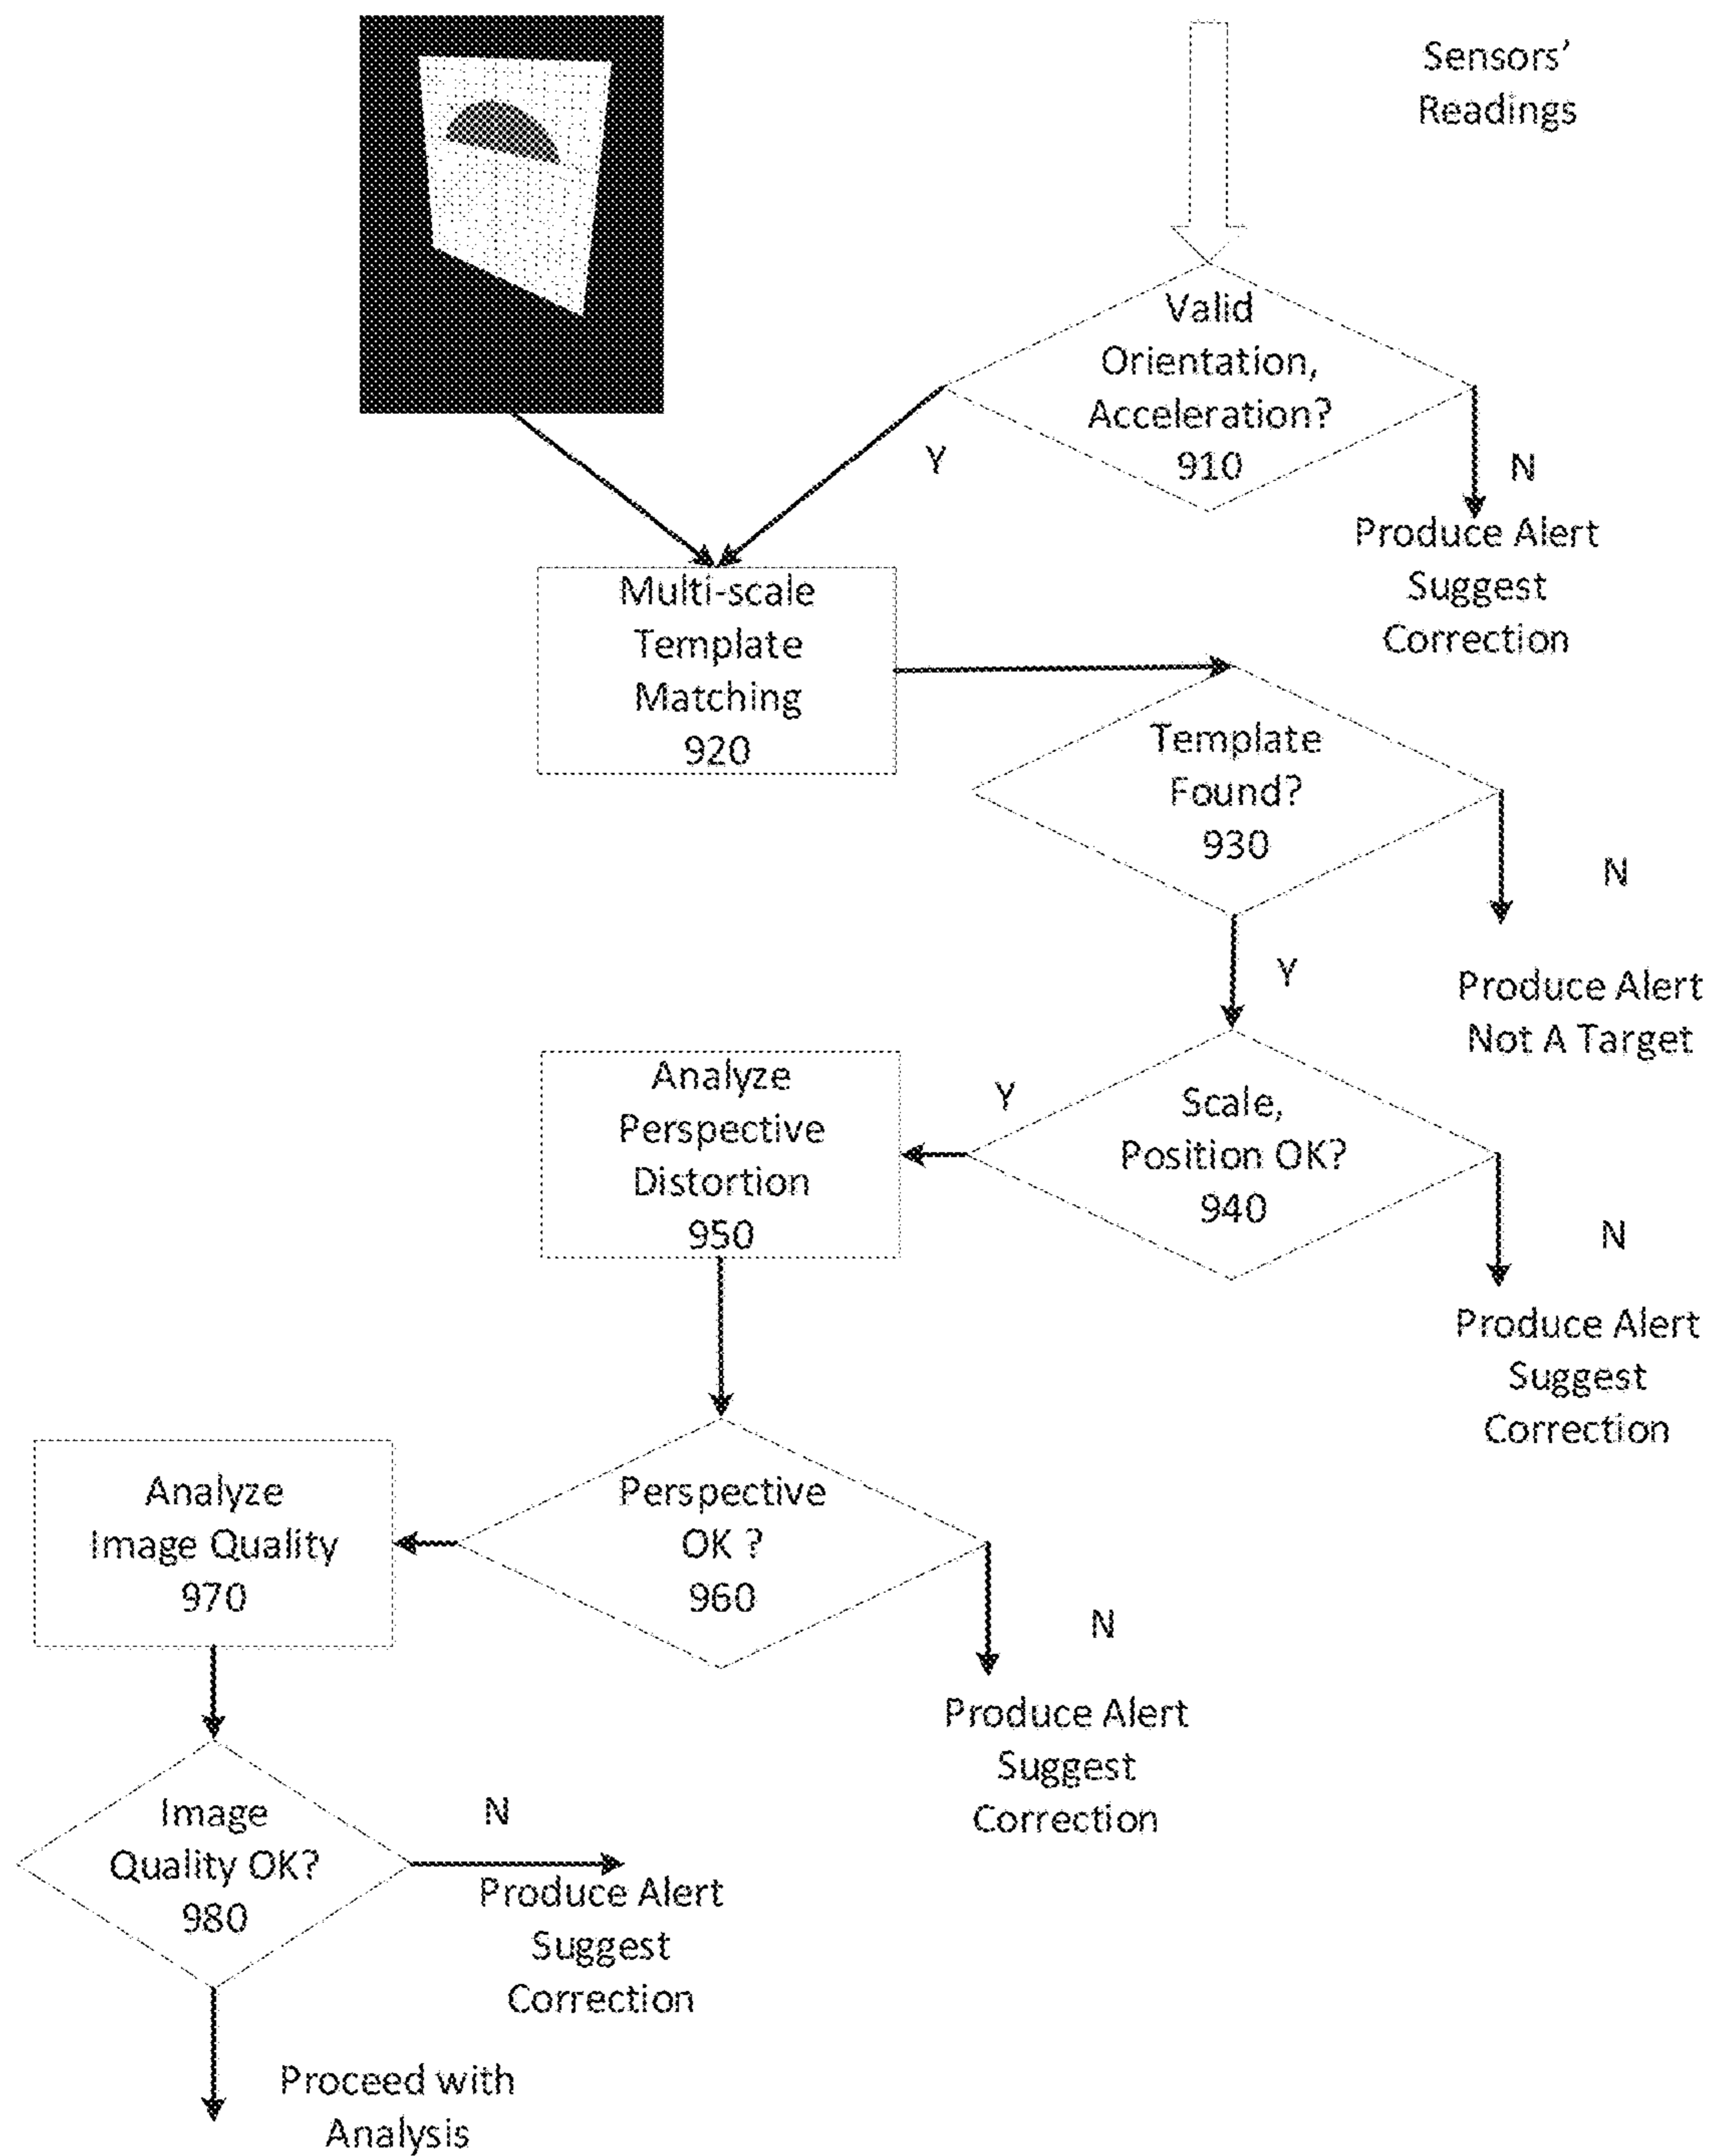 Sensors'
Readings
Valid
Orientation,
Acceleration?
910
Y
N
Produce Alert
Suggest
Correction
Multi-scale
Template
Matching
920
Template
Found?
930
N
Y
Produce Alert
Not A Target
Analyze
Perspective
Distortion
950
Y
Scale,
Position OK?
940
N
Produce Alert
Suggest
Correction
Analyze
Image Quality
970
Perspective
OK ?
960
N
Produce Alert
Suggest
Correction
Image
Quality OK?
980
N
Produce Alert
Suggest
Correction
Proceed with
Analysis